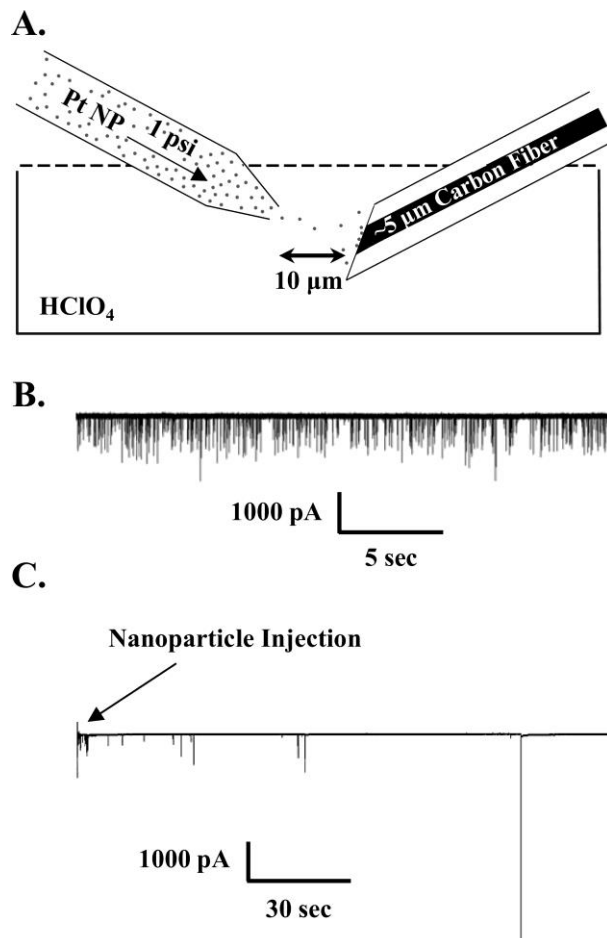 A.
Pt NP
1 psi
~5 µm Carbon Fiber
10 µm
HClO₄
B.
1000 pA
5 sec
C.
Nanoparticle Injection
1000 pA
30 sec